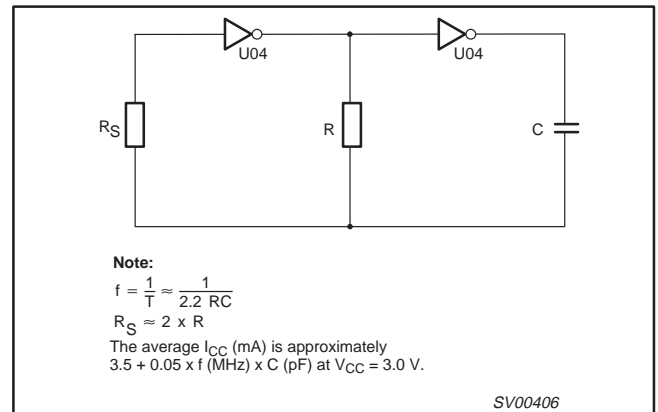 U04 U04
RS R C
Note:
f = 1/T ≈ 1/2.2 RC
RS ≈ 2 x R
The average ICC (mA) is approximately
3.5 + 0.05 x f (MHz) x C (pF) at VCC = 3.0 V.
SV00406